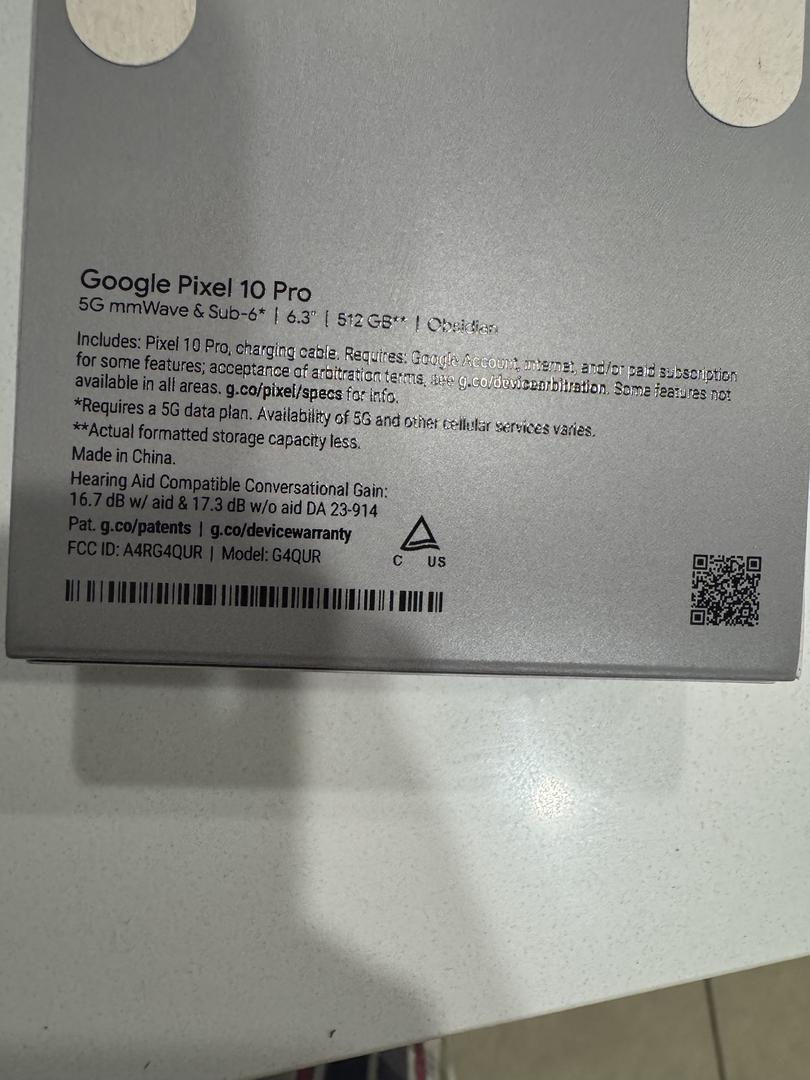 Google Pixel 10 Pro
5G mmWave & Sub-6* | 6.3" | 512 GB** | Obsidian
Includes: Pixel 10 Pro, charging cable. Requires: Google Account, internet, and/or paid subscription
for some features; acceptance of arbitration terms, see g.co/devicearbitration. Some features not
available in all areas. g.co/pixel/specs for info.
*Requires a 5G data plan. Availability of 5G and other cellular services varies.
**Actual formatted storage capacity less.
Made in China.
Hearing Aid Compatible Conversational Gain:
16.7 dB w/ aid & 17.3 dB w/o aid DA 23-914
Pat. g.co/patents | g.co/devicewarranty
FCC ID: A4RG4QUR | Model: G4QUR
C US